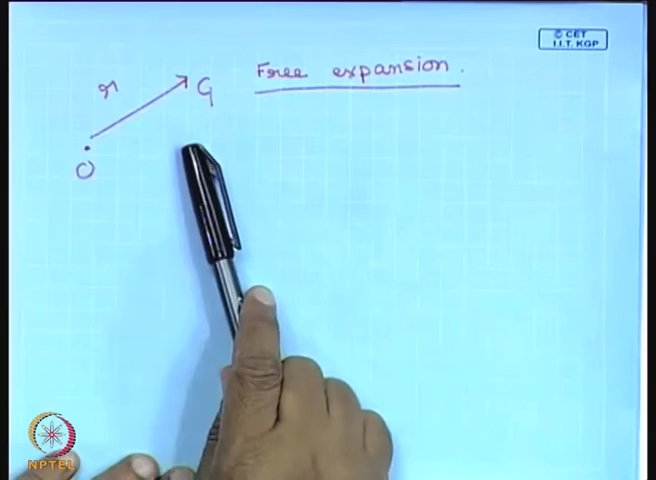 © CET
I.I.T. KGP
Free expansion.
r
G
O
NPTEL